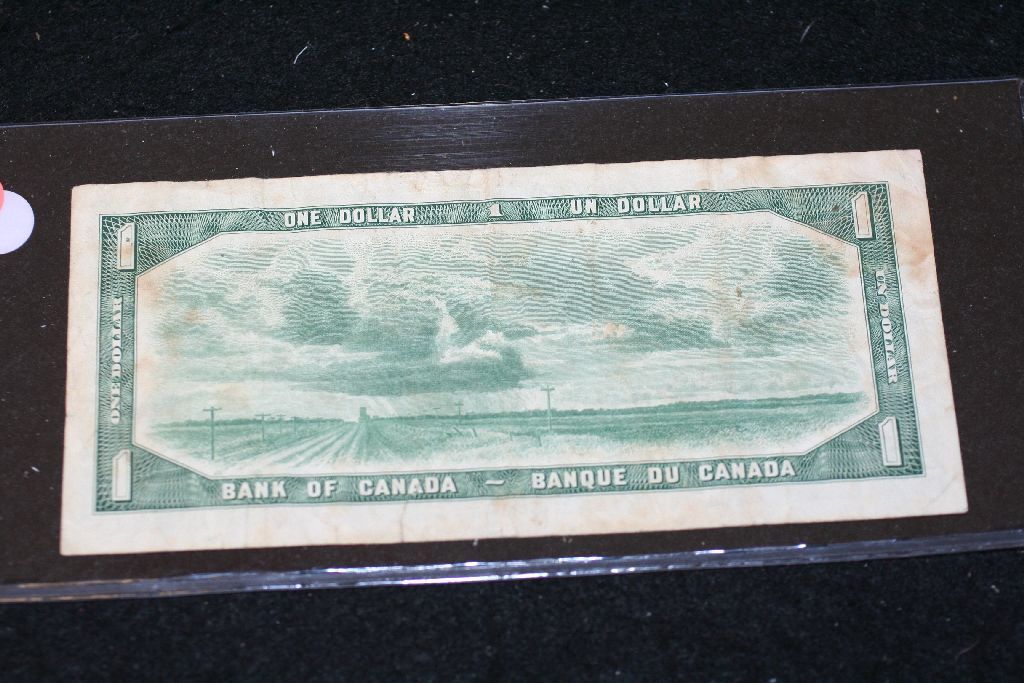 ONE DOLLAR 1 UN DOLLAR
1 1
ONE DOLLAR
UN DOLLAR
1 1
BANK OF CANADA ~ BANQUE DU CANADA